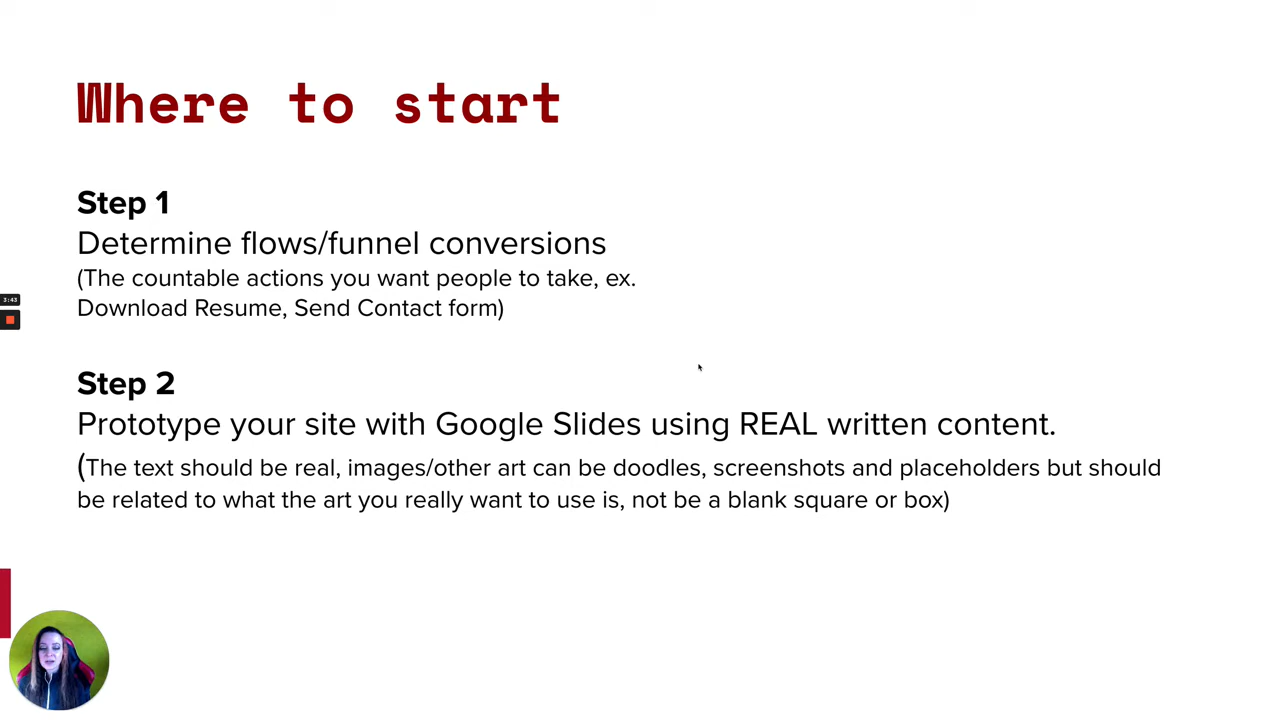 Where to start
Step 1
Determine flows/funnel conversions
(The countable actions you want people to take, ex.
Download Resume, Send Contact form)
3:43
Step 2
Prototype your site with Google Slides using REAL written content.
(The text should be real, images/other art can be doodles, screenshots and placeholders but should
be related to what the art you really want to use is, not be a blank square or box)